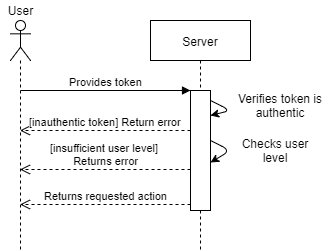 User
Server
Provides token
Verifies token is
authentic
[inauthentic token] Return error
Checks user
level
[insufficient user level]
Returns error
Returns requested action